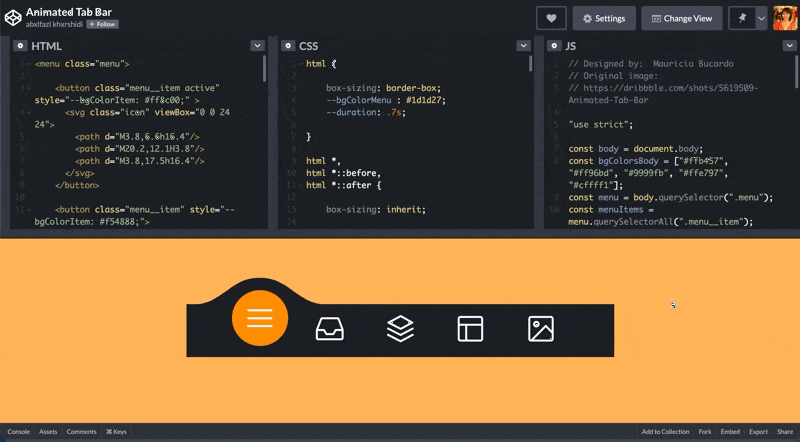 Animated Tab Bar
abxlfazl khxrshidi
+ Follow
Settings
Change View
HTML
CSS
JS
1
<menu class="menu">
2
3
<button class="menu__item active"
style="--bgColorItem: #ff8c00;" >
4
<svg class="icon" viewBox="0 0 24
24">
5
<path d="M3.8,6.6h16.4"/>
6
<path d="M20.2,12.1H3.8"/>
7
<path d="M3.8,17.5h16.4"/>
8
</svg>
9
</button>
10
11
<button class="menu__item" style="--
bgColorItem: #f54888;">
1
html {
2
3
box-sizing: border-box;
4
--bgColorMenu : #1d1d27;
5
--duration: .7s;
6
7
}
8
9
html *,
10
html *::before,
11
html *::after {
12
13
box-sizing: inherit;
14
1
// Designed by:  Mauricio Bucardo
2
// Original image:
3
// https://dribbble.com/shots/5619509-
Animated-Tab-Bar
4
5
"use strict";
6
7
const body = document.body;
8
const bgColorsBody = ["#ffb457",
"#ff96bd", "#9999fb", "#ffe797",
"#cffff1"];
9
const menu = body.querySelector(".menu");
10
const menuItems =
menu.querySelectorAll(".menu__item");
Console
Assets
Comments
⌘ Keys
Add to Collection
Fork
Embed
Export
Share